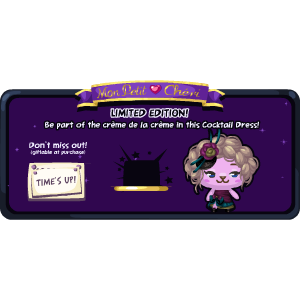 Mon Petit Cheri
LIMITED EDITION!
Be part of the crème de la crème in this Cocktail Dress!
Don't miss out!
(giftable at purchase)
TIME'S UP!